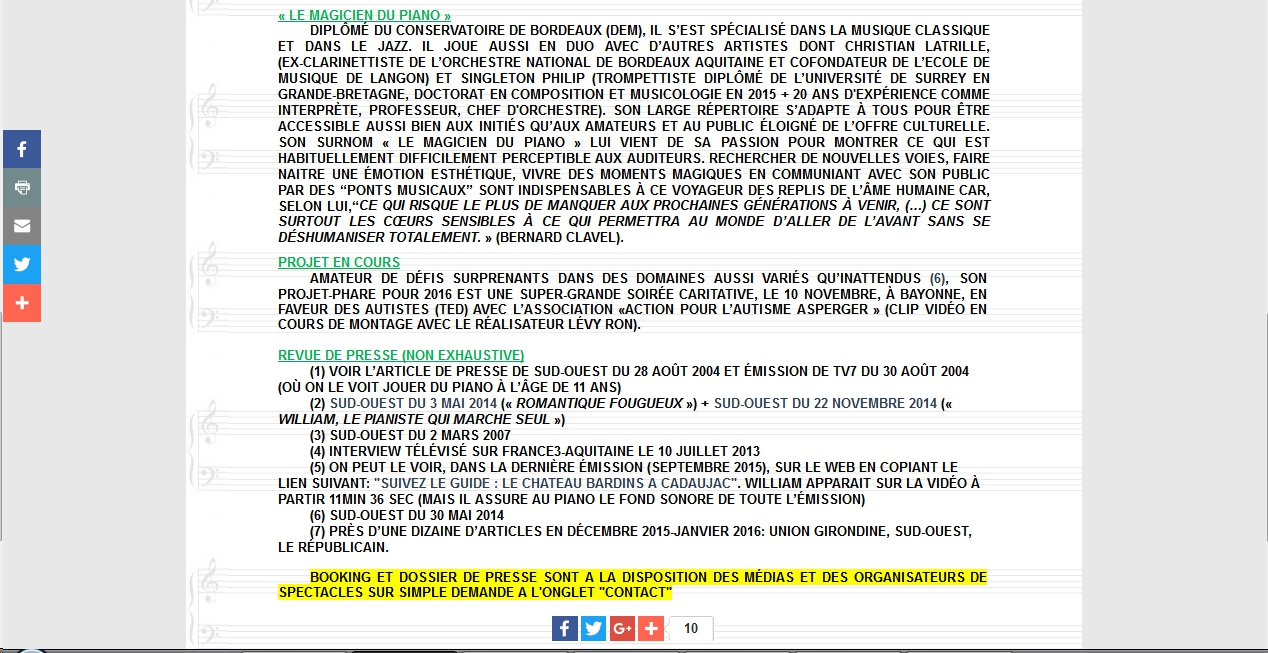 « LE MAGICIEN DU PIANO »
DIPLÔMÉ DU CONSERVATOIRE DE BORDEAUX (DEM), IL S’EST SPÉCIALISÉ DANS LA MUSIQUE CLASSIQUE
ET DANS LE JAZZ. IL JOUE AUSSI EN DUO AVEC D’AUTRES ARTISTES DONT CHRISTIAN LATRILLE,
(EX-CLARINETTISTE DE L’ORCHESTRE NATIONAL DE BORDEAUX AQUITAINE ET COFONDATEUR DE L’ECOLE DE
MUSIQUE DE LANGON) ET SINGLETON PHILIP (TROMPETTISTE DIPLÔMÉ DE L’UNIVERSITÉ DE SURREY EN
GRANDE-BRETAGNE, DOCTORAT EN COMPOSITION ET MUSICOLOGIE EN 2015 + 20 ANS D'EXPÉRIENCE COMME
INTERPRÈTE, PROFESSEUR, CHEF D'ORCHESTRE). SON LARGE RÉPERTOIRE S’ADAPTE À TOUS POUR ÊTRE
ACCESSIBLE AUSSI BIEN AUX INITIÉS QU’AUX AMATEURS ET AU PUBLIC ÉLOIGNÉ DE L’OFFRE CULTURELLE.
SON SURNOM « LE MAGICIEN DU PIANO » LUI VIENT DE SA PASSION POUR MONTRER CE QUI EST
HABITUELLEMENT DIFFICILEMENT PERCEPTIBLE AUX AUDITEURS. RECHERCHER DE NOUVELLES VOIES, FAIRE
NAITRE UNE ÉMOTION ESTHÉTIQUE, VIVRE DES MOMENTS MAGIQUES EN COMMUNIANT AVEC SON PUBLIC
PAR DES “PONTS MUSICAUX” SONT INDISPENSABLES À CE VOYAGEUR DES REPLIS DE L’ÂME HUMAINE CAR,
SELON LUI,“CE QUI RISQUE LE PLUS DE MANQUER AUX PROCHAINES GÉNÉRATIONS À VENIR, (...) CE SONT
SURTOUT LES CŒURS SENSIBLES À CE QUI PERMETTRA AU MONDE D’ALLER DE L’AVANT SANS SE
DÉSHUMANISER TOTALEMENT. » (BERNARD CLAVEL).
PROJET EN COURS
AMATEUR DE DÉFIS SURPRENANTS DANS DES DOMAINES AUSSI VARIÉS QU’INATTENDUS (6), SON
PROJET-PHARE POUR 2016 EST UNE SUPER-GRANDE SOIRÉE CARITATIVE, LE 10 NOVEMBRE, À BAYONNE, EN
FAVEUR DES AUTISTES (TED) AVEC L’ASSOCIATION «ACTION POUR L’AUTISME ASPERGER » (CLIP VIDÉO EN
COURS DE MONTAGE AVEC LE RÉALISATEUR LÉVY RON).
REVUE DE PRESSE (NON EXHAUSTIVE)
(1) VOIR L’ARTICLE DE PRESSE DE SUD-OUEST DU 28 AOÛT 2004 ET ÉMISSION DE TV7 DU 30 AOÛT 2004
(OÙ ON LE VOIT JOUER DU PIANO À L’ÂGE DE 11 ANS)
(2) SUD-OUEST DU 3 MAI 2014 (« ROMANTIQUE FOUGUEUX ») + SUD-OUEST DU 22 NOVEMBRE 2014 («
WILLIAM, LE PIANISTE QUI MARCHE SEUL »)
(3) SUD-OUEST DU 2 MARS 2007
(4) INTERVIEW TÉLÉVISÉ SUR FRANCE3-AQUITAINE LE 10 JUILLET 2013
(5) ON PEUT LE VOIR, DANS LA DERNIÈRE ÉMISSION (SEPTEMBRE 2015), SUR LE WEB EN COPIANT LE
LIEN SUIVANT: "SUIVEZ LE GUIDE : LE CHATEAU BARDINS A CADAUJAC". WILLIAM APPARAIT SUR LA VIDÉO À
PARTIR 11MIN 36 SEC (MAIS IL ASSURE AU PIANO LE FOND SONORE DE TOUTE L’ÉMISSION)
(6) SUD-OUEST DU 30 MAI 2014
(7) PRÈS D’UNE DIZAINE D’ARTICLES EN DÉCEMBRE 2015-JANVIER 2016: UNION GIRONDINE, SUD-OUEST,
LE RÉPUBLICAIN.
BOOKING ET DOSSIER DE PRESSE SONT A LA DISPOSITION DES MÉDIAS ET DES ORGANISATEURS DE
SPECTACLES SUR SIMPLE DEMANDE A L'ONGLET "CONTACT"
10